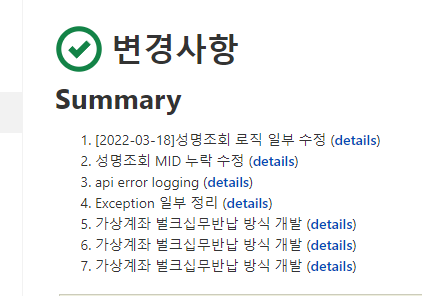 변경사항
Summary
1. [2022-03-18]성명조회 로직 일부 수정 (details)
2. 성명조회 MID 누락 수정 (details)
3. api error logging (details)
4. Exception 일부 정리 (details)
5. 가상계좌 벌크십무반납 방식 개발 (details)
6. 가상계좌 벌크십무반납 방식 개발 (details)
7. 가상계좌 벌크십무반납 방식 개발 (details)